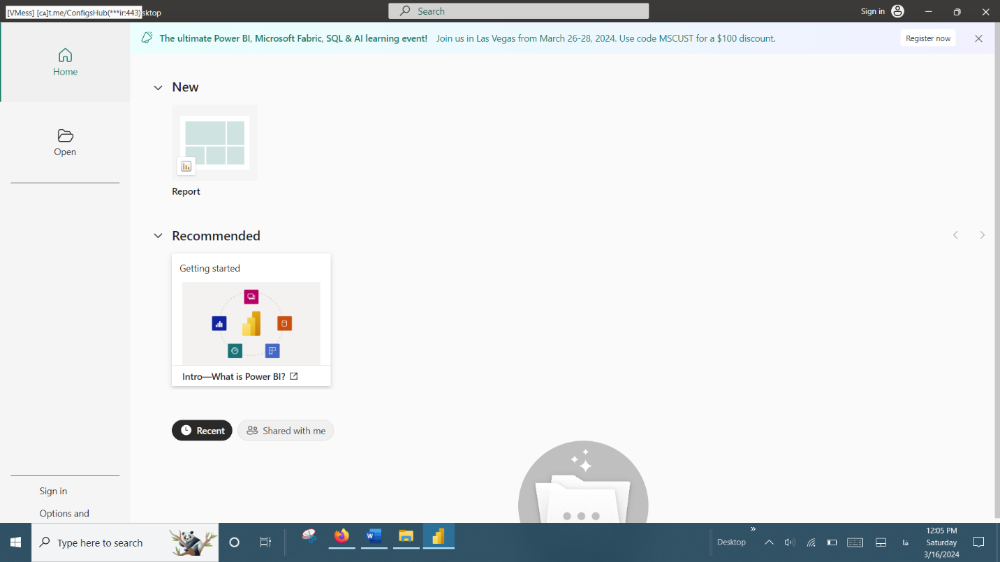 [VMess] [ᴄᴀ]t.me/ConfigsHub(***ir:443) sktop
Search
Sign in
The ultimate Power BI, Microsoft Fabric, SQL & AI learning event! Join us in Las Vegas from March 26-28, 2024. Use code MSCUST for a $100 discount.
Register now
Home
Open
New
Report
Recommended
Getting started
Intro—What is Power BI?
Recent
Shared with me
Sign in
Options and
Type here to search
Desktop
»
فا
12:05 PM
Saturday
3/16/2024